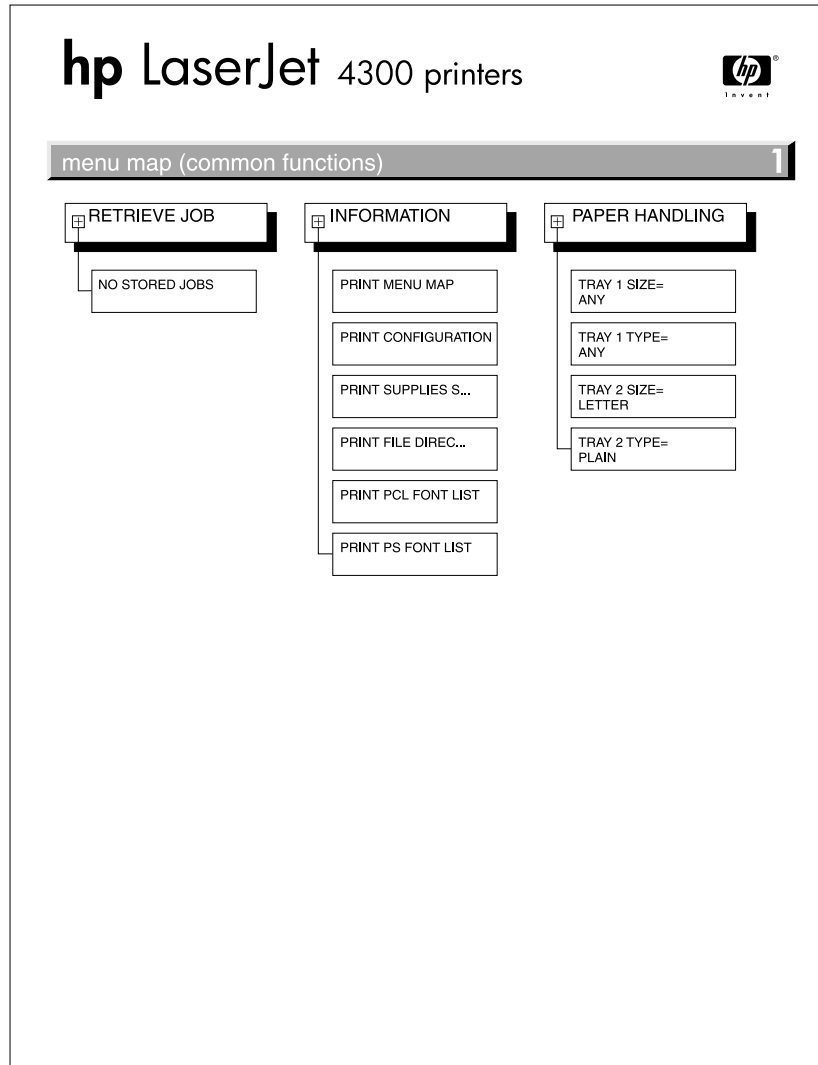 hp LaserJet 4300 printers
hp®
invent
menu map (common functions) 1
RETRIEVE JOB
NO STORED JOBS
INFORMATION
PRINT MENU MAP
PRINT CONFIGURATION
PRINT SUPPLIES S...
PRINT FILE DIREC...
PRINT PCL FONT LIST
PRINT PS FONT LIST
PAPER HANDLING
TRAY 1 SIZE=
ANY
TRAY 1 TYPE=
ANY
TRAY 2 SIZE=
LETTER
TRAY 2 TYPE=
PLAIN